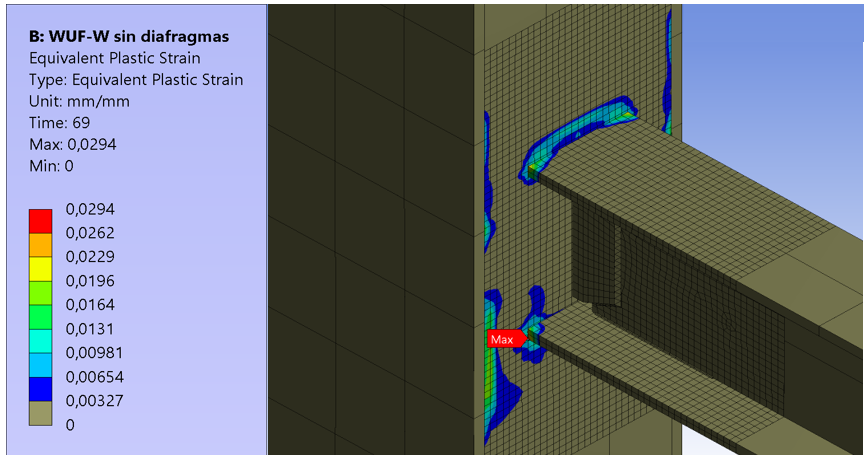 B: WUF-W sin diafragmas
Equivalent Plastic Strain
Type: Equivalent Plastic Strain
Unit: mm/mm
Time: 69
Max: 0,0294
Min: 0
0,0294
0,0262
0,0229
0,0196
0,0164
0,0131
0,00981
0,00654
0,00327
0
Max